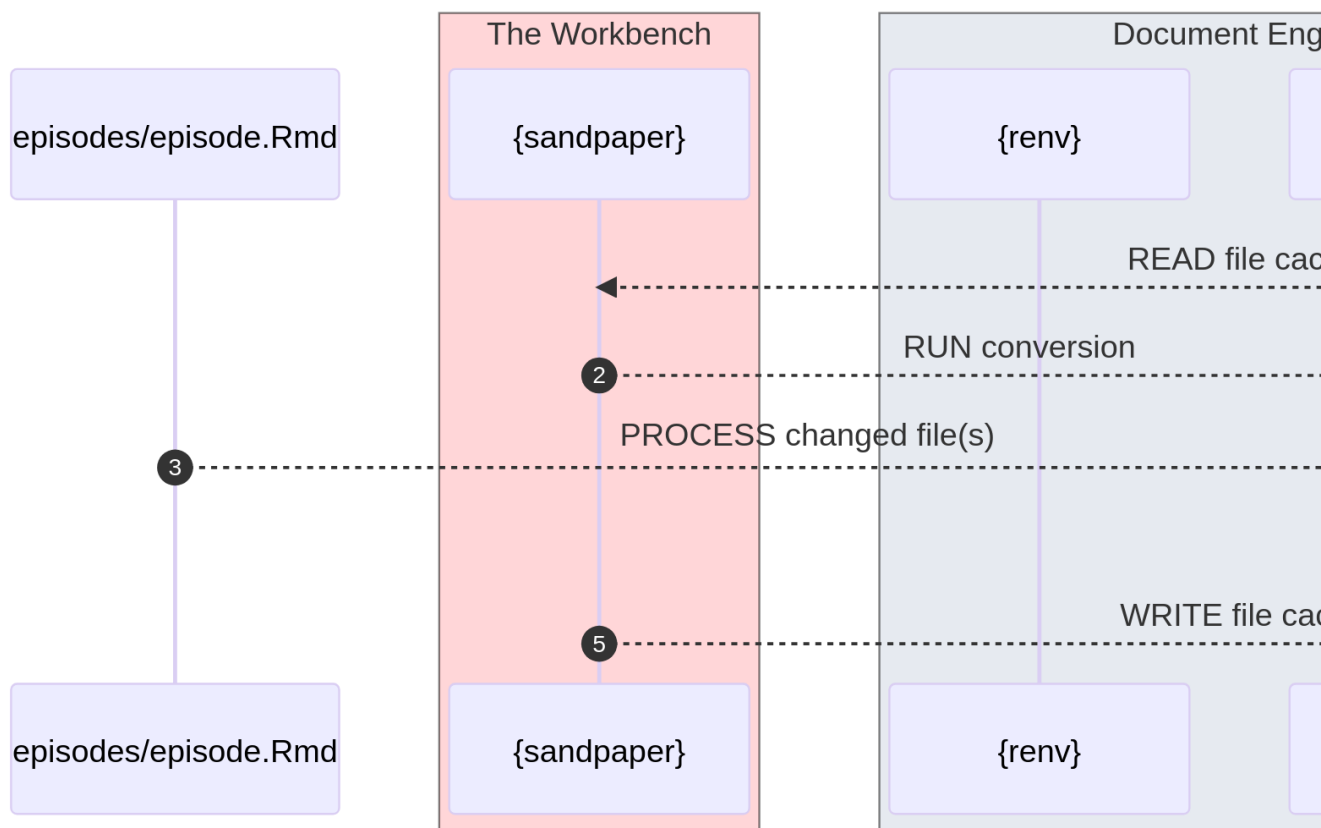 The Workbench
Document Eng
episodes/episode.Rmd
{sandpaper}
{renv}
READ file cac
2
RUN conversion
PROCESS changed file(s)
3
WRITE file cac
5
episodes/episode.Rmd
{sandpaper}
{renv}